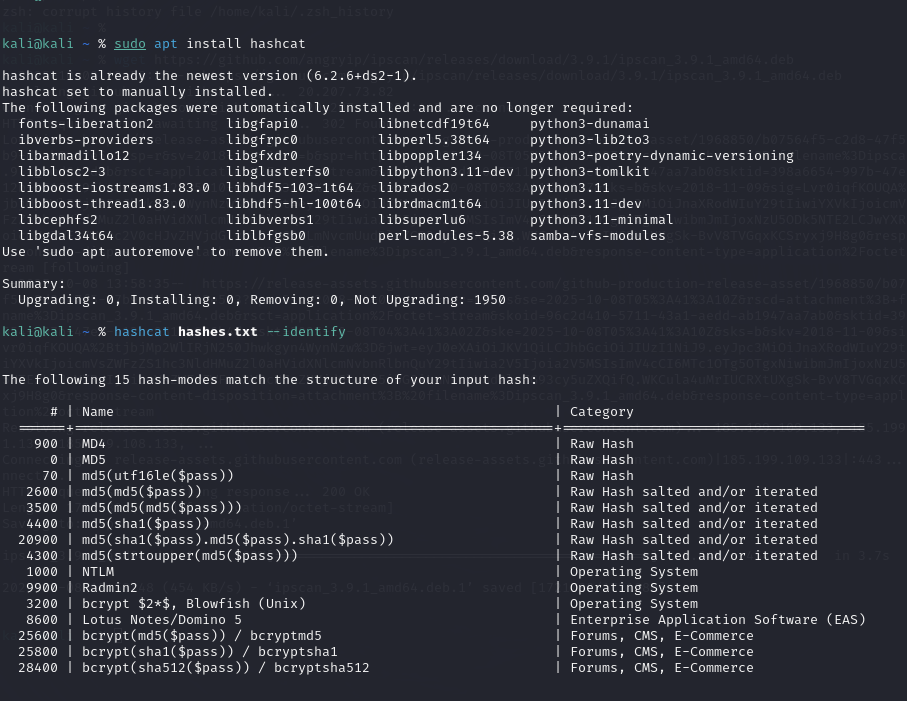 zsh: corrupt history file /home/kali/.zsh_history
kali@kali ~ % sudo apt install hashcat
hashcat is already the newest version (6.2.6+ds2-1).
hashcat set to manually installed.
The following packages were automatically installed and are no longer required:
fonts-liberation2 libgfapi0 libnetcdf19t64 python3-dunamai
ibverbs-providers libgfrpc0 libperl5.38t64 python3-lib2to3
libarmadillo12 libgfxdr0 libpoppler134 python3-poetry-dynamic-versioning
libblosc2-3 libglusterfs0 libpython3.11-dev python3-tomlkit
libboost-iostreams1.83.0 libhdf5-103-1t64 librados2 python3.11
libboost-thread1.83.0 libhdf5-hl-100t64 librdmacm1t64 python3.11-dev
libcephfs2 libibverbs1 libsuperlu6 python3.11-minimal
libgdal34t64 liblbfgsb0 perl-modules-5.38 samba-vfs-modules
Use 'sudo apt autoremove' to remove them.
Summary:
Upgrading: 0, Installing: 0, Removing: 0, Not Upgrading: 1950
kali@kali ~ % hashcat hashes.txt --identify
The following 15 hash-modes match the structure of your input hash:
# | Name | Category
======+============================================================+======================================
900 | MD4 | Raw Hash
0 | MD5 | Raw Hash
70 | md5(utf16le($pass)) | Raw Hash
2600 | md5(md5($pass)) | Raw Hash salted and/or iterated
3500 | md5(md5(md5($pass))) | Raw Hash salted and/or iterated
4400 | md5(sha1($pass)) | Raw Hash salted and/or iterated
20900 | md5(sha1($pass).md5($pass).sha1($pass)) | Raw Hash salted and/or iterated
4300 | md5(strtoupper(md5($pass))) | Raw Hash salted and/or iterated
1000 | NTLM | Operating System
9900 | Radmin2 | Operating System
3200 | bcrypt $2*$, Blowfish (Unix) | Operating System
8600 | Lotus Notes/Domino 5 | Enterprise Application Software (EAS)
25600 | bcrypt(md5($pass)) / bcryptmd5 | Forums, CMS, E-Commerce
25800 | bcrypt(sha1($pass)) / bcryptsha1 | Forums, CMS, E-Commerce
28400 | bcrypt(sha512($pass)) / bcryptsha512 | Forums, CMS, E-Commerce